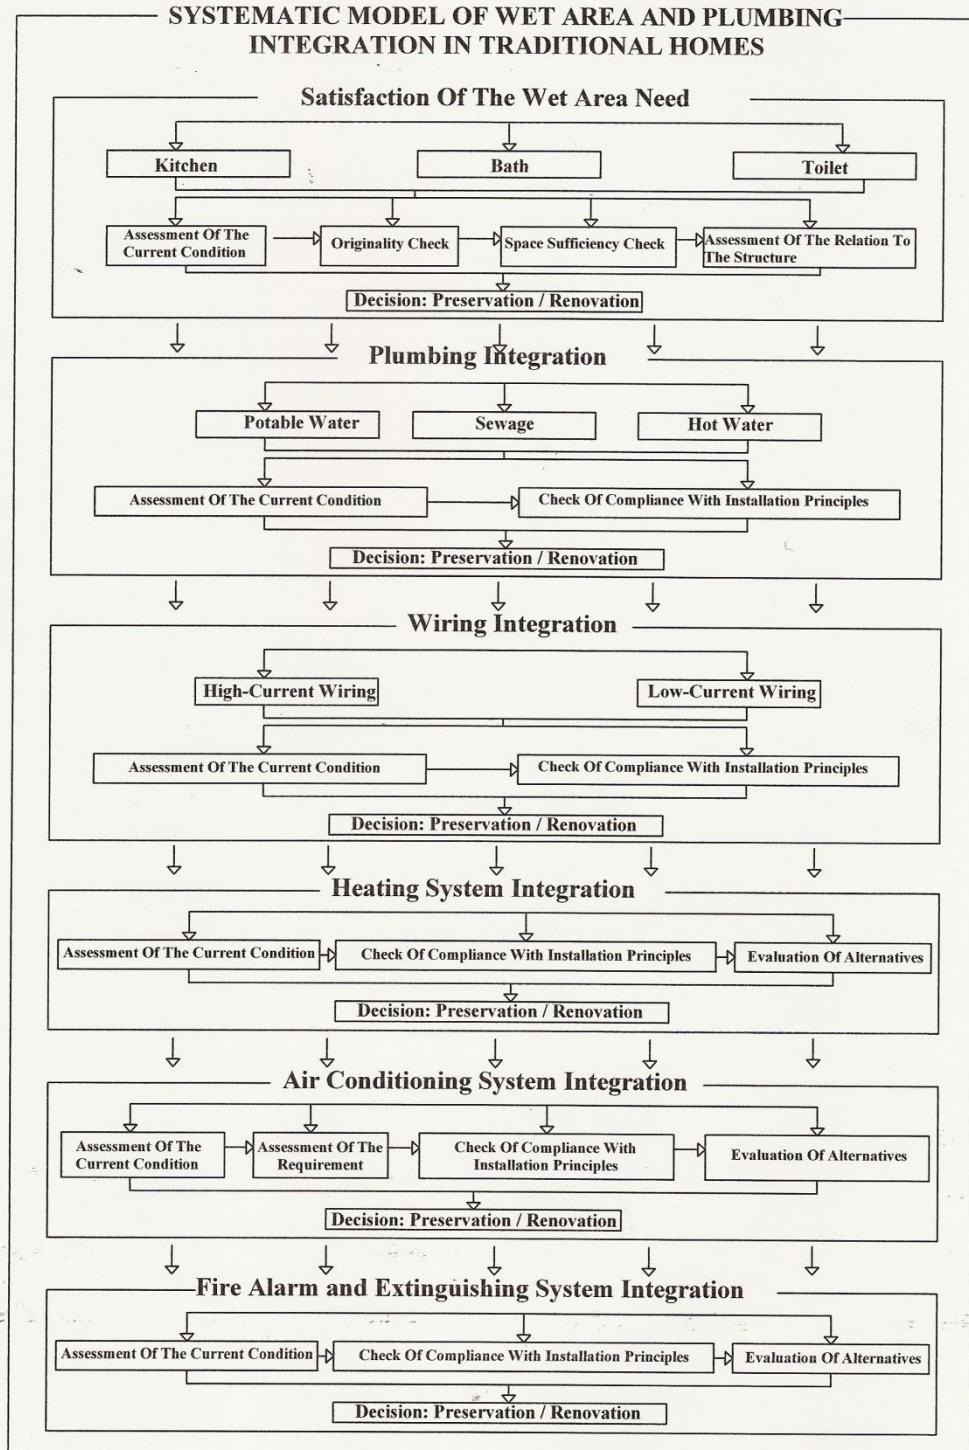 SYSTEMATIC MODEL OF WET AREA AND PLUMBING
INTEGRATION IN TRADITIONAL HOMES
Satisfaction Of The Wet Area Need
Kitchen
Bath
Toilet
Assessment Of The
Current Condition
Originality Check
Space Sufficiency Check
Assessment Of The Relation To
The Structure
Decision: Preservation / Renovation
Plumbing Integration
Potable Water
Sewage
Hot Water
Assessment Of The Current Condition
Check Of Compliance With Installation Principles
Decision: Preservation / Renovation
Wiring Integration
High-Current Wiring
Low-Current Wiring
Assessment Of The Current Condition
Check Of Compliance With Installation Principles
Decision: Preservation / Renovation
Heating System Integration
Assessment Of The Current Condition
Check Of Compliance With Installation Principles
Evaluation Of Alternatives
Decision: Preservation / Renovation
Air Conditioning System Integration
Assessment Of The
Current Condition
Assessment Of The
Requirement
Check Of Compliance With
Installation Principles
Evaluation Of Alternatives
Decision: Preservation / Renovation
Fire Alarm and Extinguishing System Integration
Assessment Of The Current Condition
Check Of Compliance With Installation Principles
Evaluation Of Alternatives
Decision: Preservation / Renovation